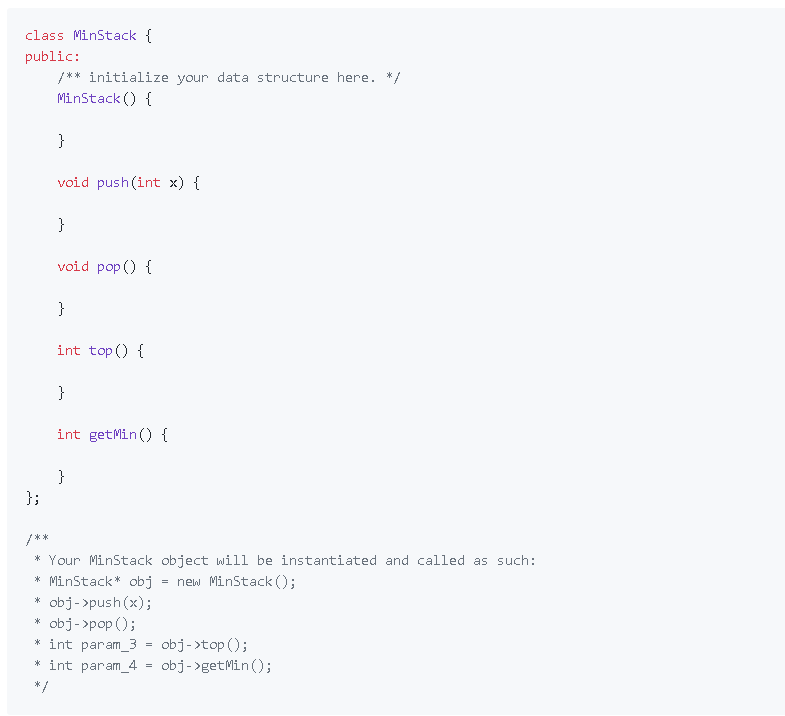 class MinStack {
public:
    /** initialize your data structure here. */
    MinStack() {

    }

    void push(int x) {

    }

    void pop() {

    }

    int top() {

    }

    int getMin() {

    }
};

/**
 * Your MinStack object will be instantiated and called as such:
 * MinStack* obj = new MinStack();
 * obj->push(x);
 * obj->pop();
 * int param_3 = obj->top();
 * int param_4 = obj->getMin();
 */